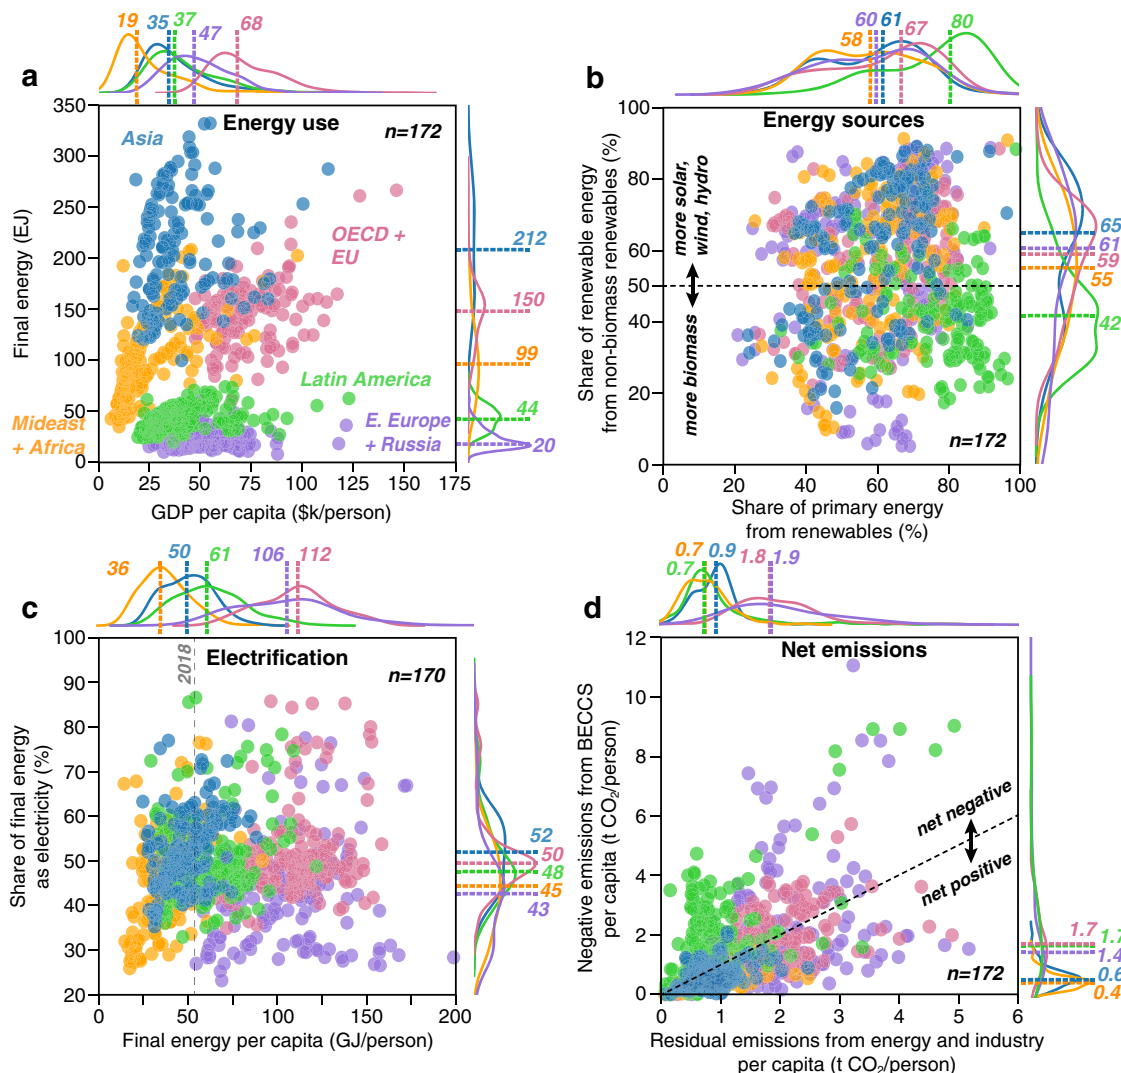 19
35
37
47
68
a
Energy use
n=172
Asia
OECD +
EU
Latin America
Mideast
+ Africa
E. Europe
+ Russia
350
300
250
200
150
100
50
0
Final energy (EJ)
0 25 50 75 100 125 150 175
GDP per capita ($k/person)
212
150
99
44
20
58
60
61
67
80
b
Energy sources
100
80
60
40
20
0
Share of renewable energy
from non-biomass renewables (%)
more solar,
wind, hydro
more biomass
n=172
0 20 40 60 80 100
Share of primary energy
from renewables (%)
65
61
59
55
42
36
50
61
106
112
c
Electrification
n=170
2018
100
90
80
70
60
50
40
30
20
Share of final energy
as electricity (%)
0 50 100 150 200
Final energy per capita (GJ/person)
52
50
48
45
43
0.7
0.7
0.9
1.8
1.9
d
Net emissions
12
10
8
6
4
2
0
Negative emissions from BECCS
per capita (t CO₂/person)
net negative
net positive
n=172
0 1 2 3 4 5 6
Residual emissions from energy and industry
per capita (t CO₂/person)
1.7
1.7
1.4
0.6
0.4